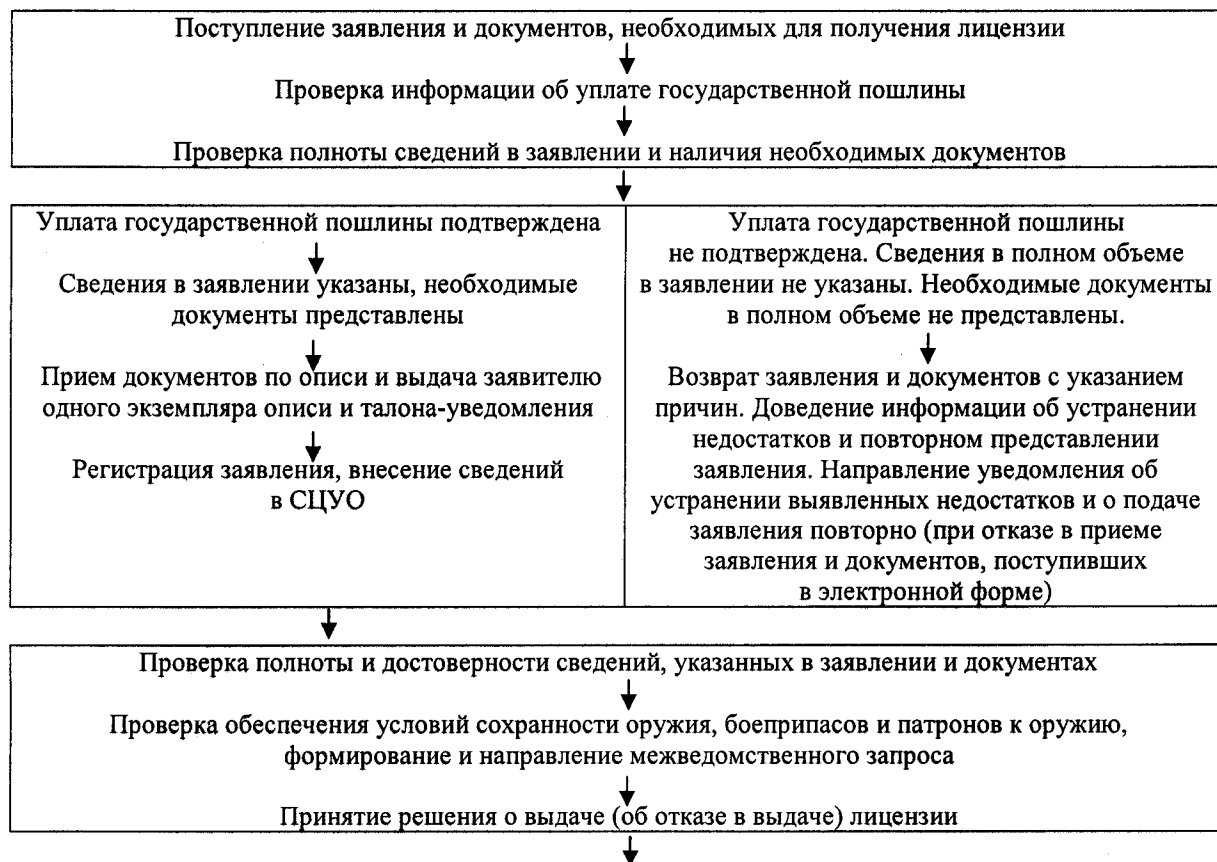 Поступление заявления и документов, необходимых для получения лицензии
Проверка информации об уплате государственной пошлины
Проверка полноты сведений в заявлении и наличия необходимых документов
Уплата государственной пошлины подтверждена
Сведения в заявлении указаны, необходимые
документы представлены
Прием документов по описи и выдача заявителю
одного экземпляра описи и талона-уведомления
Регистрация заявления, внесение сведений
в СЦУО
Уплата государственной пошлины
не подтверждена. Сведения в полном объеме
в заявлении не указаны. Необходимые документы
в полном объеме не представлены.
Возврат заявления и документов с указанием
причин. Доведение информации об устранении
недостатков и повторном представлении
заявления. Направление уведомления об
устранении выявленных недостатков и о подаче
заявления повторно (при отказе в приеме
заявления и документов, поступивших
в электронной форме)
Проверка полноты и достоверности сведений, указанных в заявлении и документах
Проверка обеспечения условий сохранности оружия, боеприпасов и патронов к оружию,
формирование и направление межведомственного запроса
Принятие решения о выдаче (об отказе в выдаче) лицензии